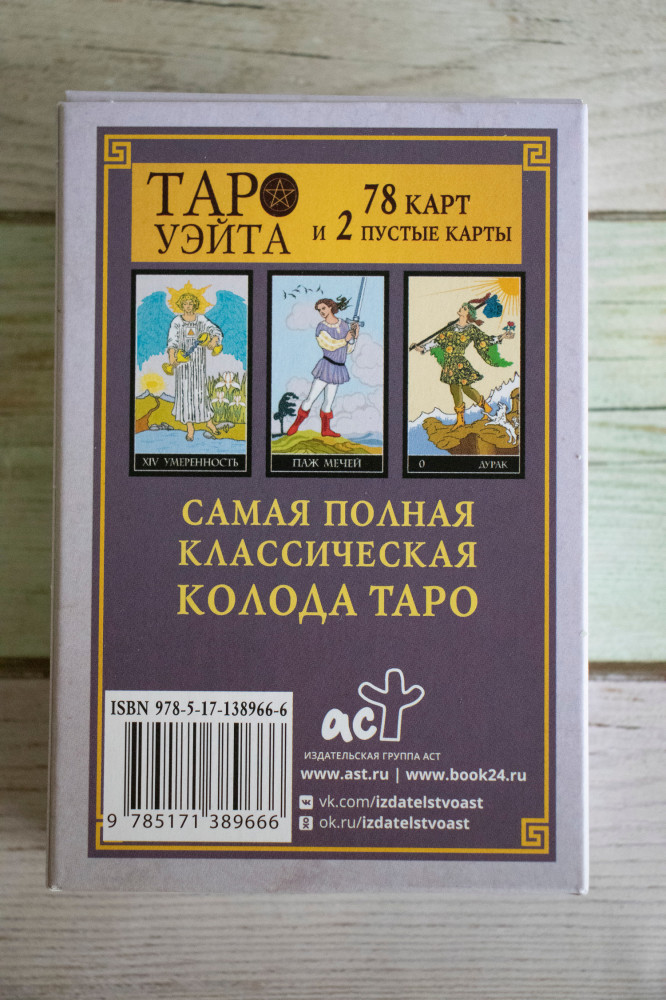 ТАРО
УЭЙТА
78 КАРТ
и 2 ПУСТЫЕ КАРТЫ
XIV УМЕРЕННОСТЬ
ПАЖ МЕЧЕЙ
0 ДУРАК
САМАЯ ПОЛНАЯ
КЛАССИЧЕСКАЯ
КОЛОДА ТАРО
ISBN 978-5-17-138966-6
9 785171 389666
аст
ИЗДАТЕЛЬСКАЯ ГРУППА АСТ
www.ast.ru | www.book24.ru
vk.com/izdatelstvoast
ok.ru/izdatelstvoast